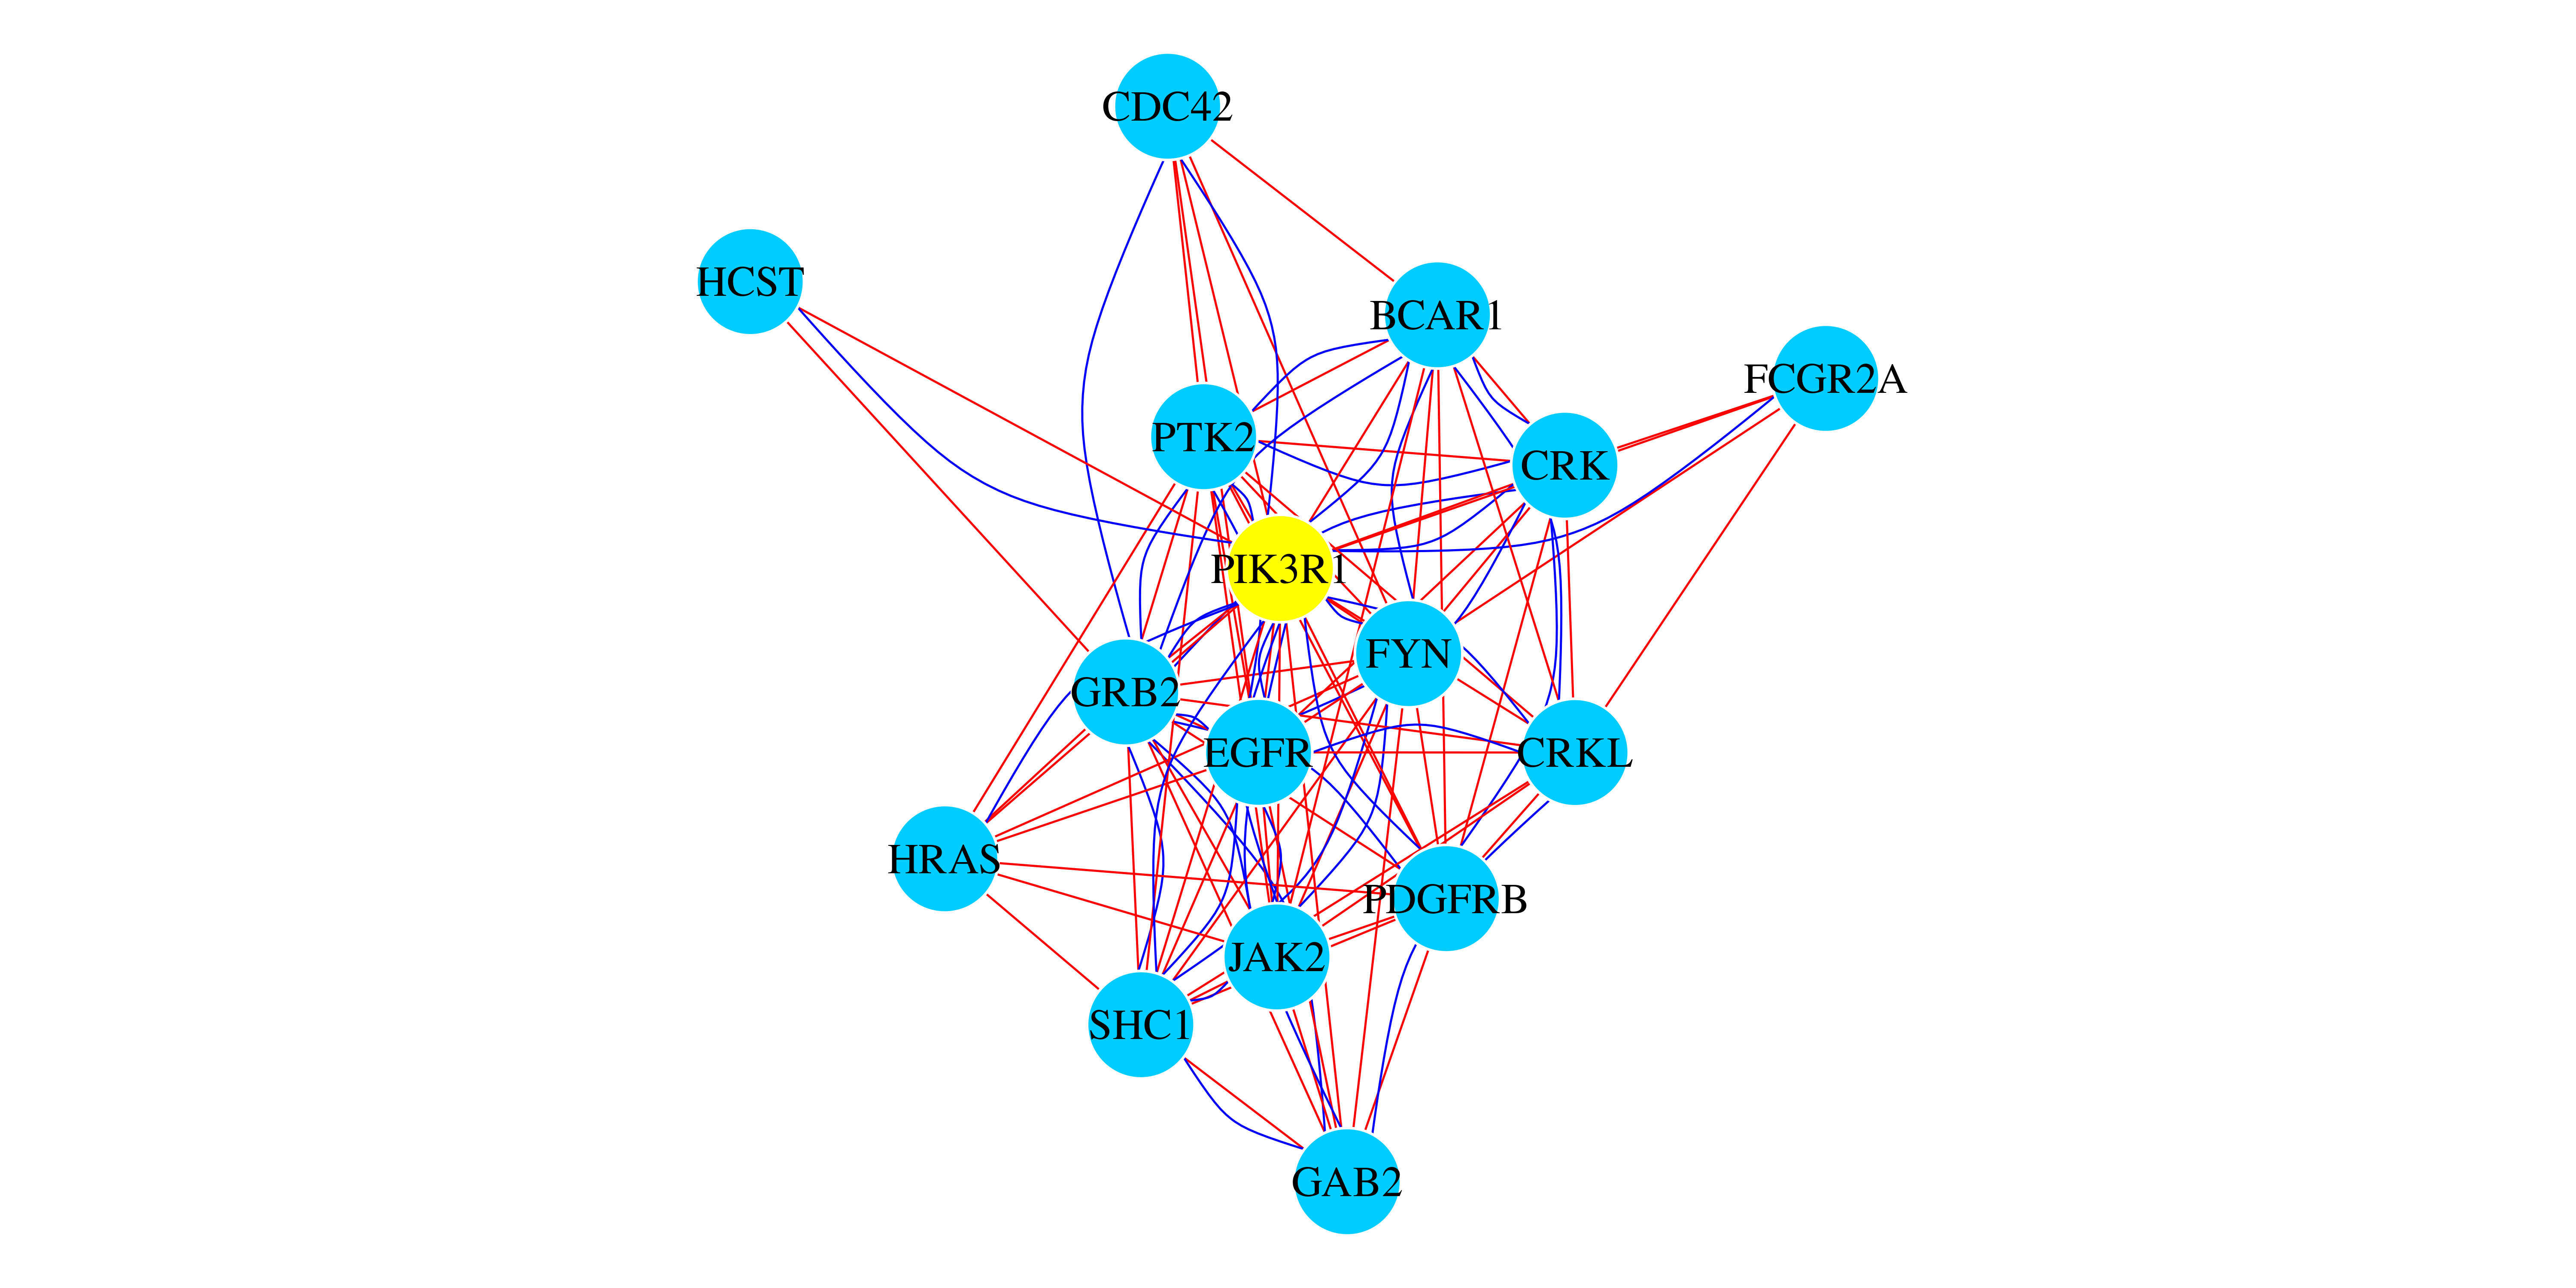 CDC42
HCST
BCAR1
FCGR2A
PTK2
CRK
PIK3R1
FYN
GRB2
EGFR
CRKL
HRAS
PDGFRB
JAK2
SHC1
GAB2